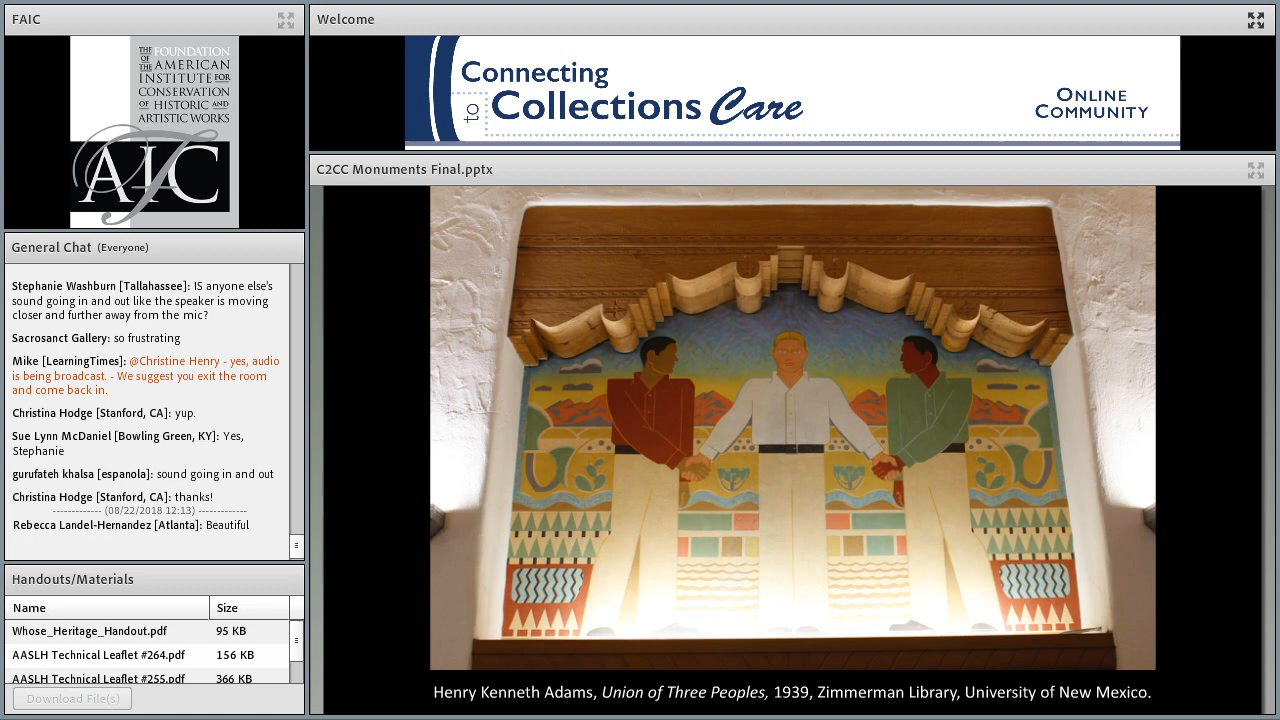 FAIC
THE FOUNDATION
OF THE AMERICAN
INSTITUTE FOR
CONSERVATION
OF HISTORIC AND
ARTISTIC WORKS
FAIC
General Chat (Everyone)
Stephanie Washburn [Tallahassee]: IS anyone else's
sound going in and out like the speaker is moving
closer and further away from the mic?
Sacrosanct Gallery: so frustrating
Mike [LearningTimes]: @Christine Henry - yes, audio
is being broadcast. - We suggest you exit the room
and come back in.
Christina Hodge [Stanford, CA]: yup.
Sue Lynn McDaniel [Bowling Green, KY]: Yes,
Stephanie
gurufateh khalsa [espanola]: sound going in and out
Christina Hodge [Stanford, CA]: thanks!
------------- (08/22/2018 12:13) -------------
Rebecca Landel-Hernandez [Atlanta]: Beautiful
Handouts/Materials
Name Size
Whose_Heritage_Handout.pdf 95 KB
AASLH Technical Leaflet #264.pdf 156 KB
AASLH Technical Leaflet #255.pdf 366 KB
Download File(s)
Welcome
Connecting
to Collections Care
ONLINE
COMMUNITY
C2CC Monuments Final.pptx
Henry Kenneth Adams, Union of Three Peoples, 1939, Zimmerman Library, University of New Mexico.